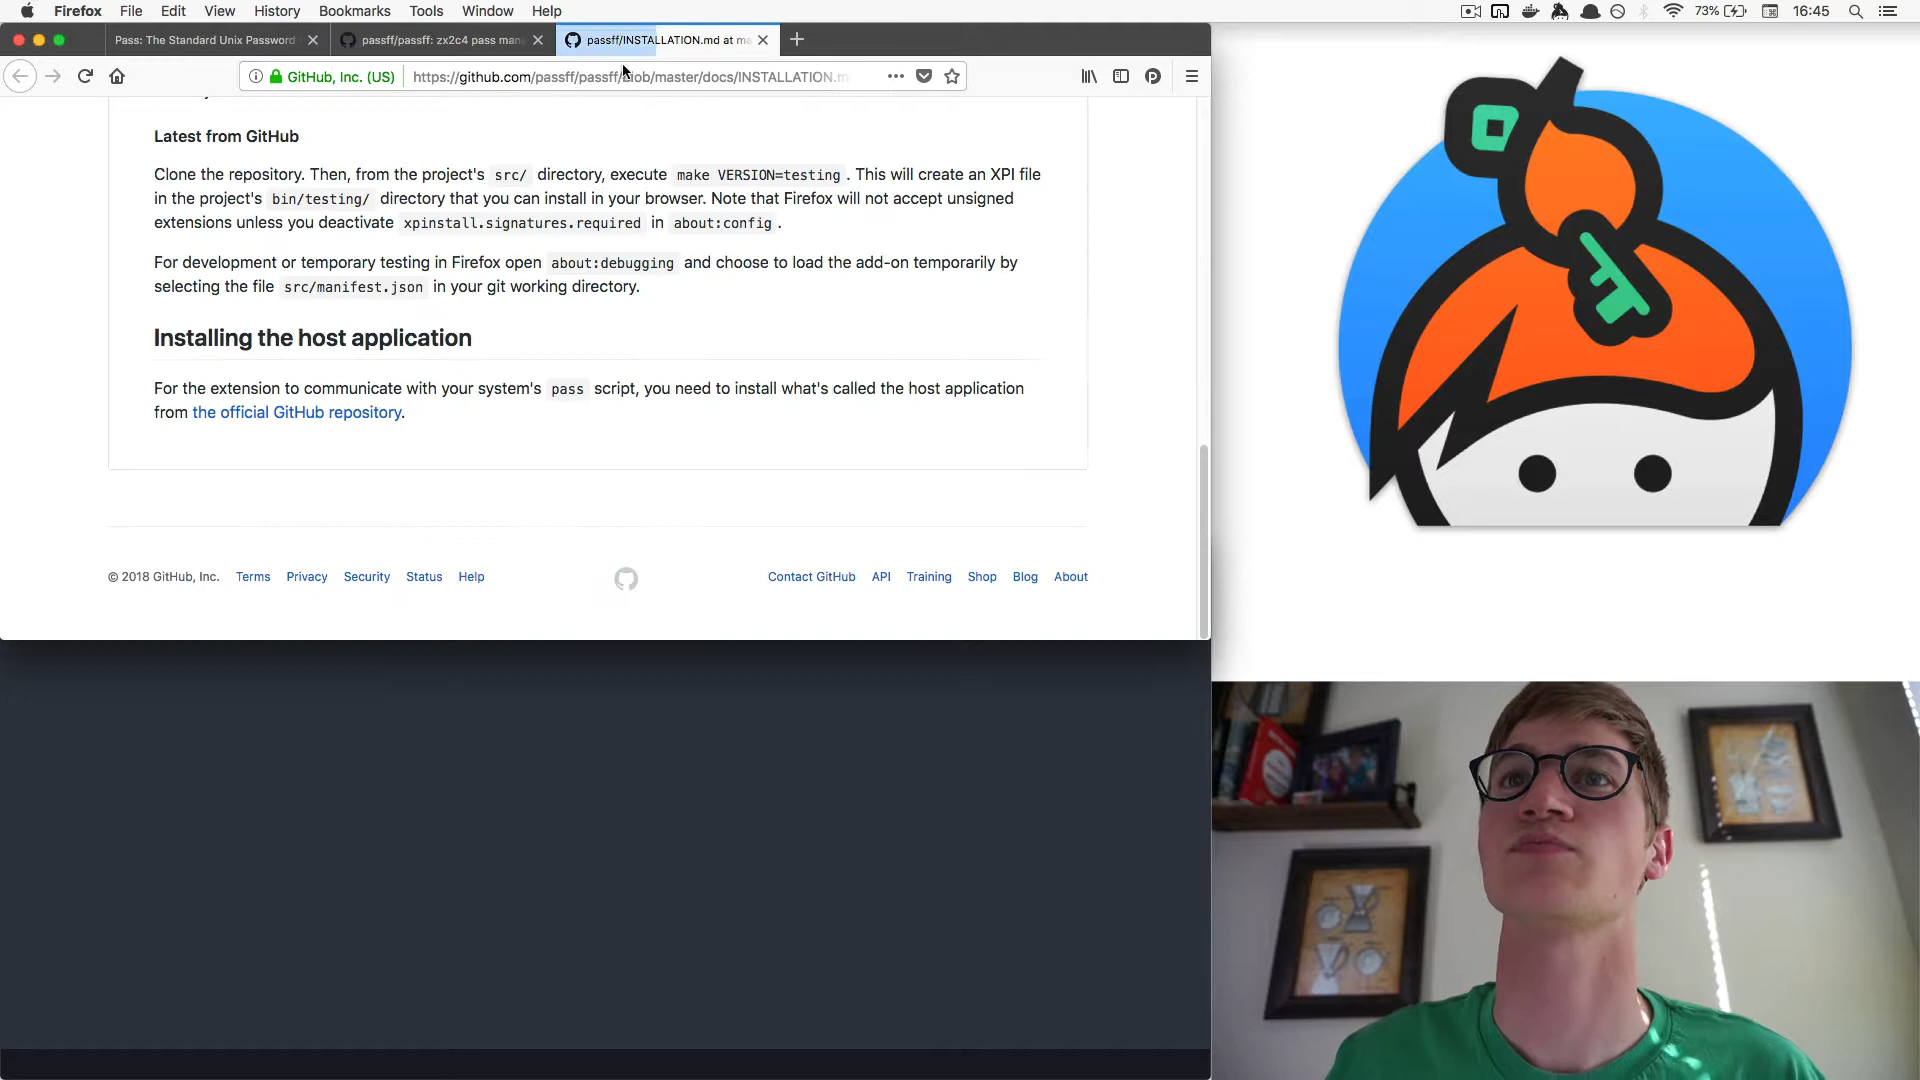 Firefox File Edit View History Bookmarks Tools Window Help
73% 16:45
Pass: The Standard Unix Password
passff/passff: zx2c4 pass man
passff/INSTALLATION.md at ma
GitHub, Inc. (US) https://github.com/passff/passff/blob/master/docs/INSTALLATION.m
Latest from GitHub
Clone the repository. Then, from the project's src/ directory, execute make VERSION=testing . This will create an XPI file
in the project's bin/testing/ directory that you can install in your browser. Note that Firefox will not accept unsigned
extensions unless you deactivate xpinstall.signatures.required in about:config .
For development or temporary testing in Firefox open about:debugging and choose to load the add-on temporarily by
selecting the file src/manifest.json in your git working directory.
Installing the host application
For the extension to communicate with your system's pass script, you need to install what's called the host application
from the official GitHub repository.
© 2018 GitHub, Inc. Terms Privacy Security Status Help
Contact GitHub API Training Shop Blog About